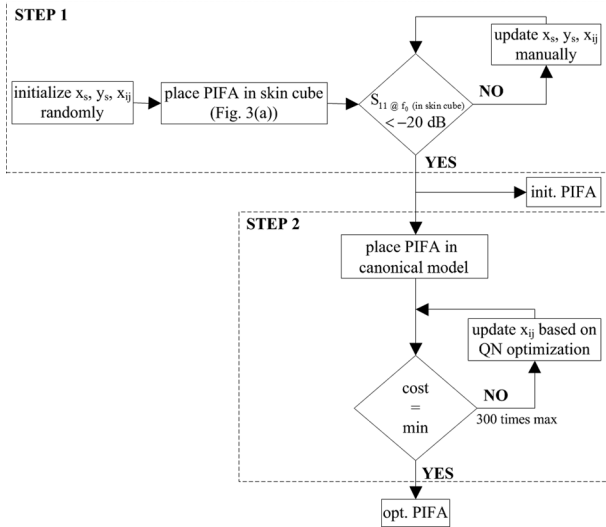 STEP 1
update xs, ys, xij
manually
initialize xs, ys, xij
randomly
place PIFA in skin cube
(Fig. 3(a))
S11 @ f0 (in skin cube)
< −20 dB
NO
YES
init. PIFA
STEP 2
place PIFA in
canonical model
update xij based on
QN optimization
cost
=
min
NO
300 times max
YES
opt. PIFA